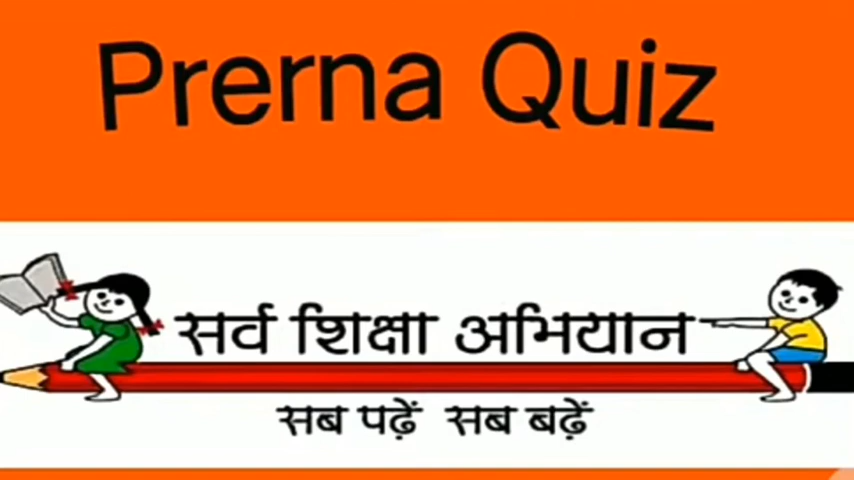 Prerna Quiz
सर्व शिक्षा अभियान
सब पढ़ें सब बढ़ें